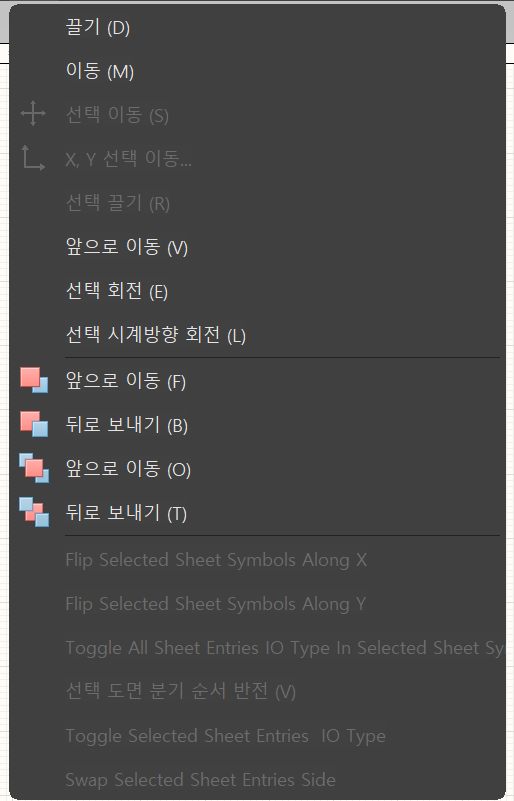 끌기 (D)
이동 (M)
선택 이동 (S)
X, Y 선택 이동...
선택 끌기 (R)
앞으로 이동 (V)
선택 회전 (E)
선택 시계방향 회전 (L)
앞으로 이동 (F)
뒤로 보내기 (B)
앞으로 이동 (O)
뒤로 보내기 (T)
Flip Selected Sheet Symbols Along X
Flip Selected Sheet Symbols Along Y
Toggle All Sheet Entries IO Type In Selected Sheet Sy
선택 도면 분기 순서 반전 (V)
Toggle Selected Sheet Entries  IO Type
Swap Selected Sheet Entries Side